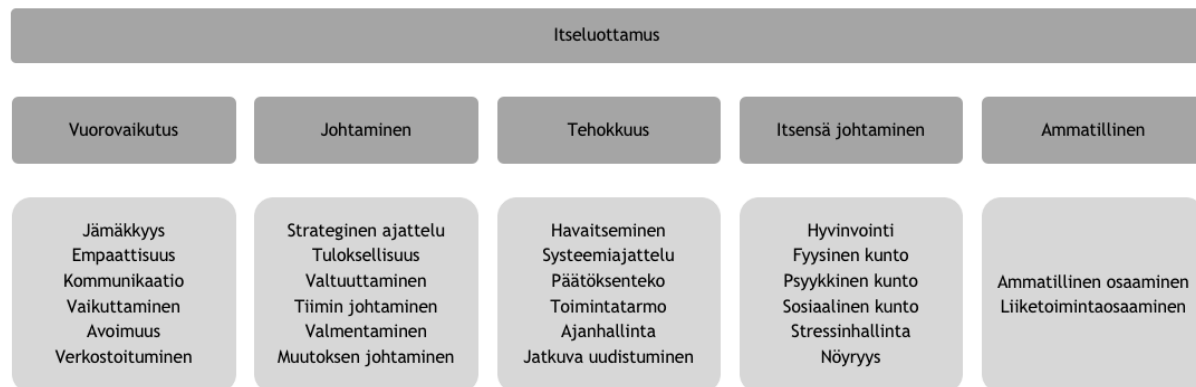 Itseluottamus
Vuorovaikutus
Johtaminen
Tehokkuus
Itsensä johtaminen
Ammatillinen
Jämäkkyys
Empaattisuus
Kommunikaatio
Vaikuttaminen
Avoimuus
Verkostoituminen
Strateginen ajattelu
Tuloksellisuus
Valtuuttaminen
Tiimin johtaminen
Valmentaminen
Muutoksen johtaminen
Havaitseminen
Systeemiajattelu
Päätöksenteko
Toimintatarmo
Ajanhallinta
Jatkuva uudistuminen
Hyvinvointi
Fyysinen kunto
Psyykkinen kunto
Sosiaalinen kunto
Stressinhallinta
Nöyryys
Ammatillinen osaaminen
Liiketoimintaosaaminen